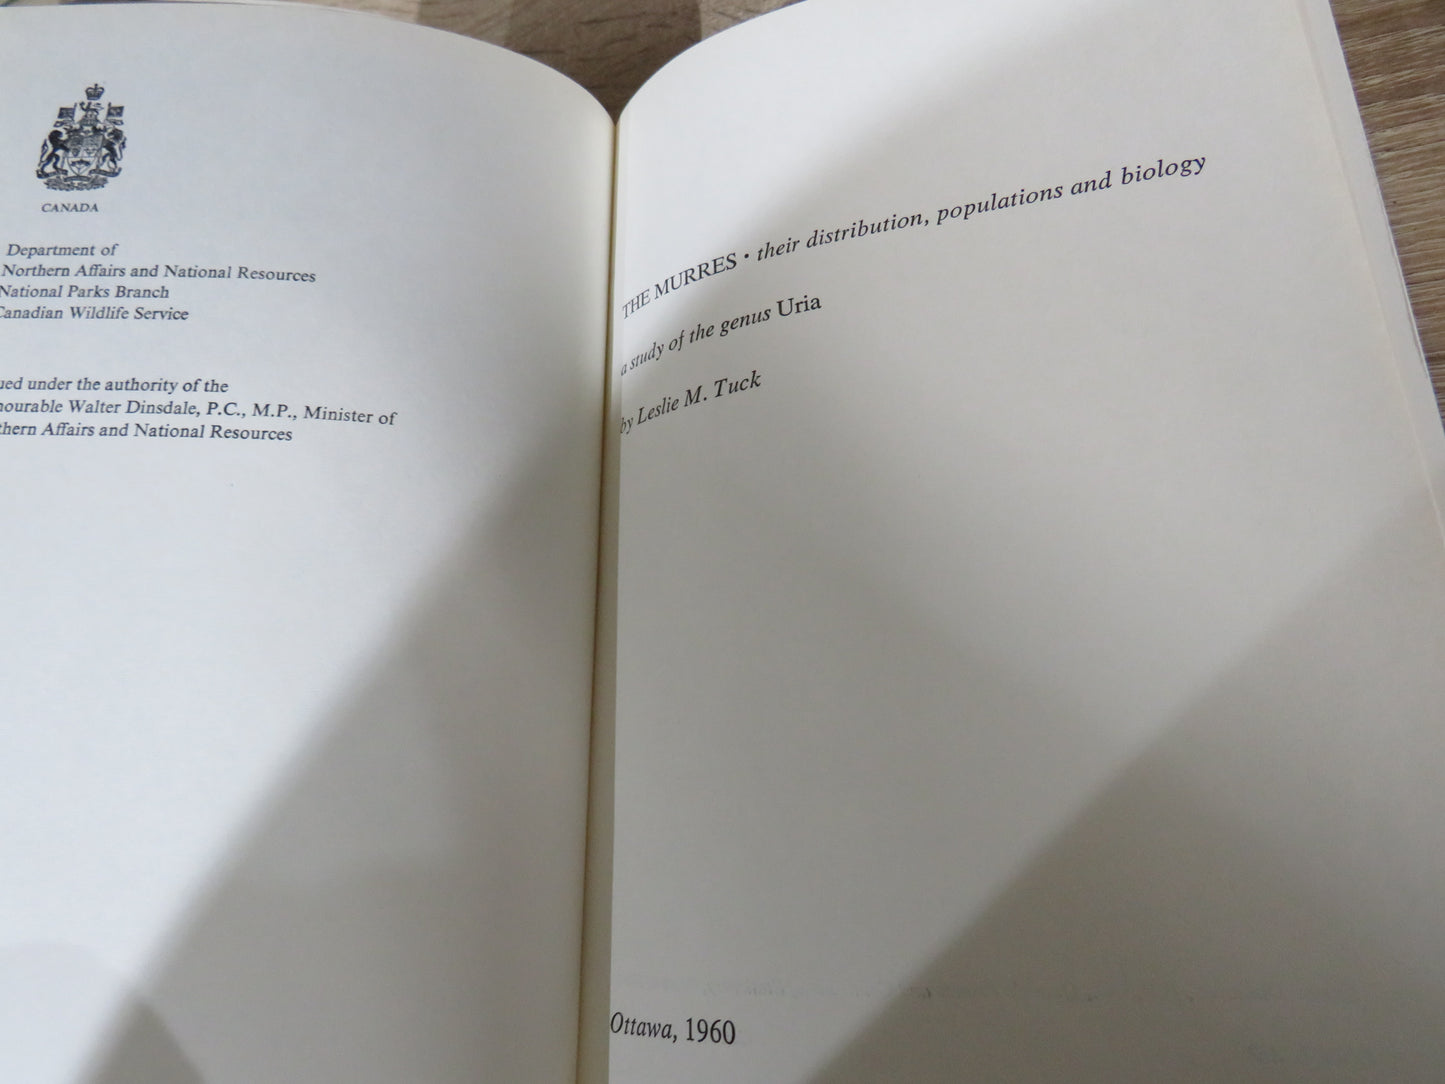 CANADA
Department of
Northern Affairs and National Resources
National Parks Branch
Canadian Wildlife Service
ued under the authority of the
nourable Walter Dinsdale, P.C., M.P., Minister of
thern Affairs and National Resources
THE MURRES · their distribution, populations and biology
a study of the genus Uria
by Leslie M. Tuck
Ottawa, 1960